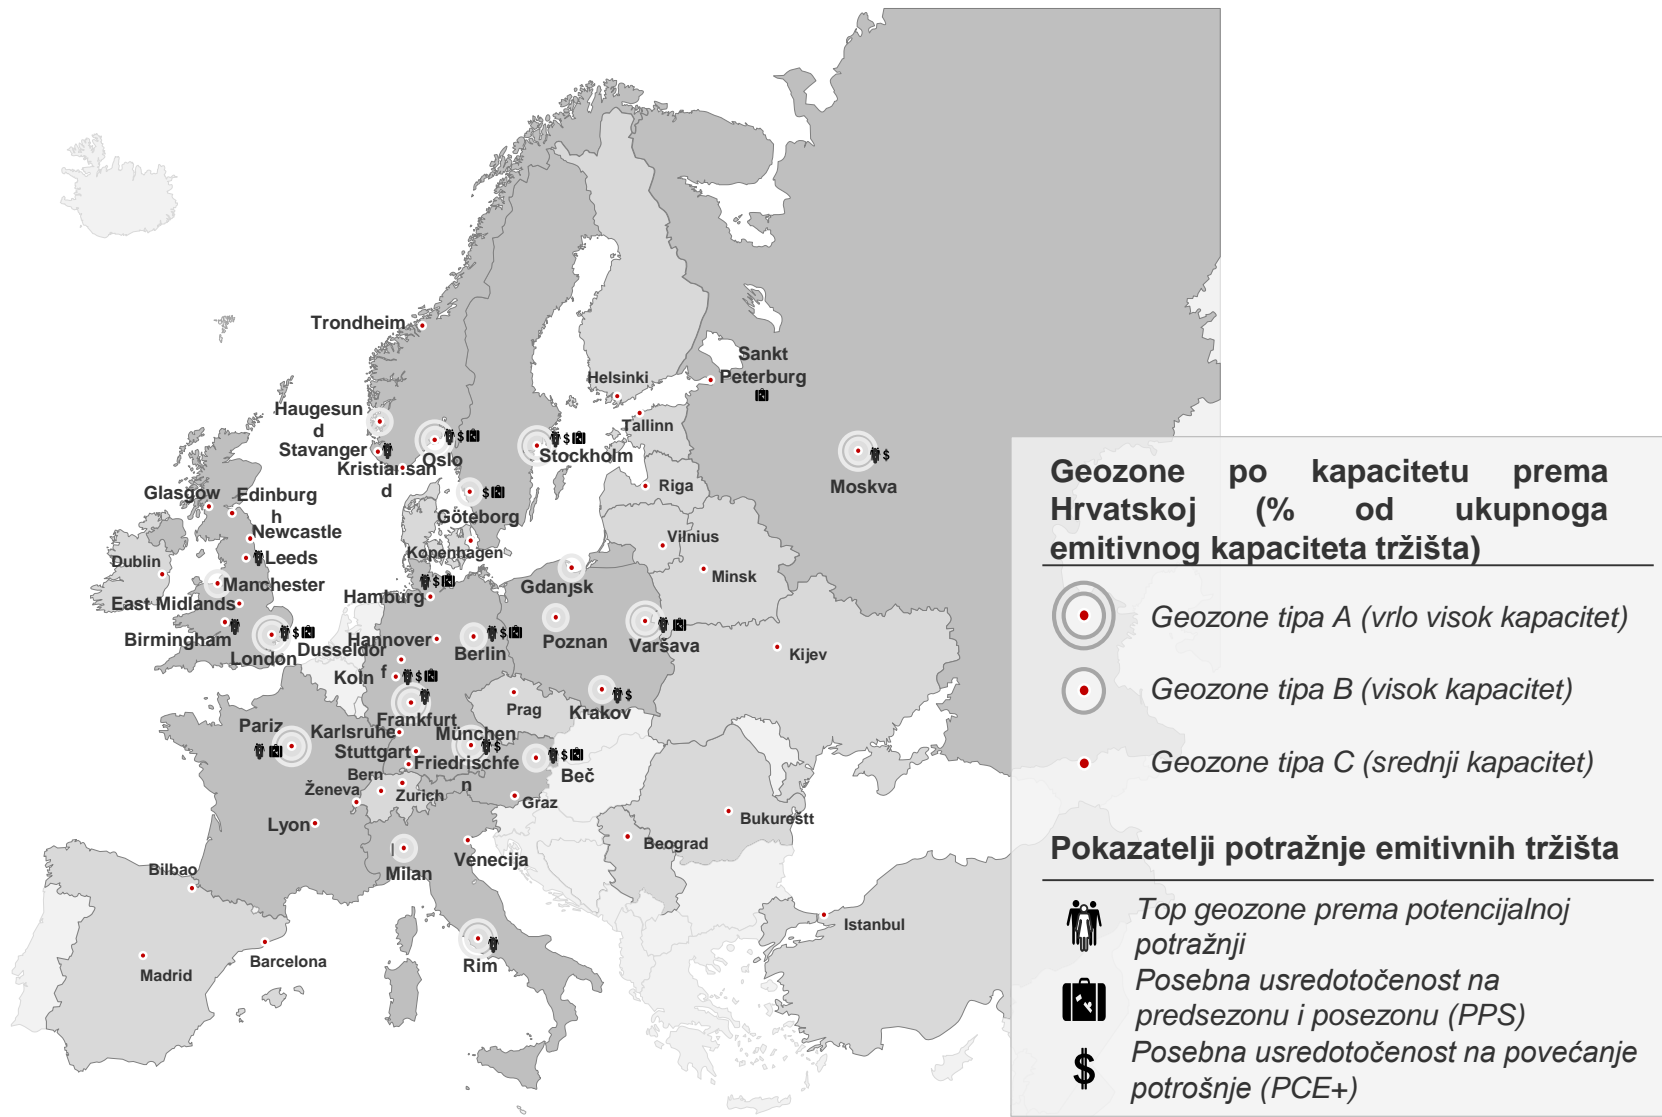 Trondheim
Sankt
Peterburg
Helsinki
Haugesun
d
Tallinn
Stavanger
$
Oslo
$
Stockholm
$
Kristiansan
d
Moskva
Riga
Glasgow
Edinburg
h
$
Göteborg
Newcastle
Vilnius
Kopenhagen
Leeds
Dublin
Minsk
Manchester
$
Gdanjsk
Hamburg
East Midlands
Birmingham
$
London
Hannover
Dusseldor
f
$
Berlin
Poznan
Varšava
Kijev
Koln
$
$
Prag
Krakov
Frankfurt
Pariz
Karlsruhe
München
$
Stuttgart
Friedrischfe
n
$
Beč
Bern
Ženeva
Zurich
Graz
Lyon
Bukureštt
Beograd
Venecija
Milan
Bilbao
Istanbul
Rim
Barcelona
Madrid
Geozone po kapacitetu prema
Hrvatskoj (% od ukupnoga
emitivnog kapaciteta tržišta)
Geozone tipa A (vrlo visok kapacitet)
Geozone tipa B (visok kapacitet)
Geozone tipa C (srednji kapacitet)
Pokazatelji potražnje emitivnih tržišta
Top geozone prema potencijalnoj
potražnji
Posebna usredotočenost na
predsezonu i posezonu (PPS)
$
Posebna usredotočenost na povećanje
potrošnje (PCE+)